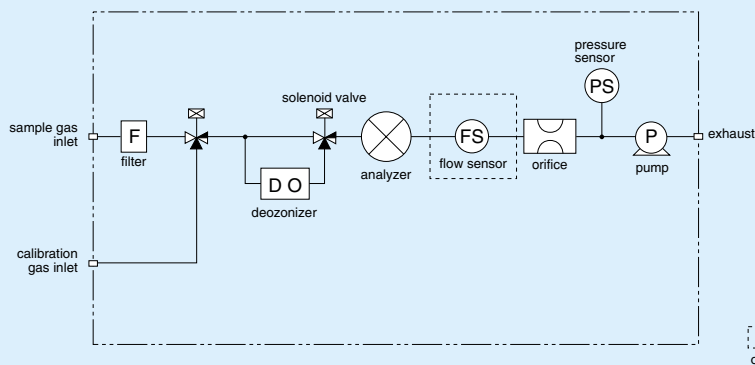 pressure
sensor
PS
solenoid valve
sample gas
inlet
F
filter
D O
deozonizer
analyzer
FS
flow sensor
orifice
P
pump
exhaust
calibration
gas inlet